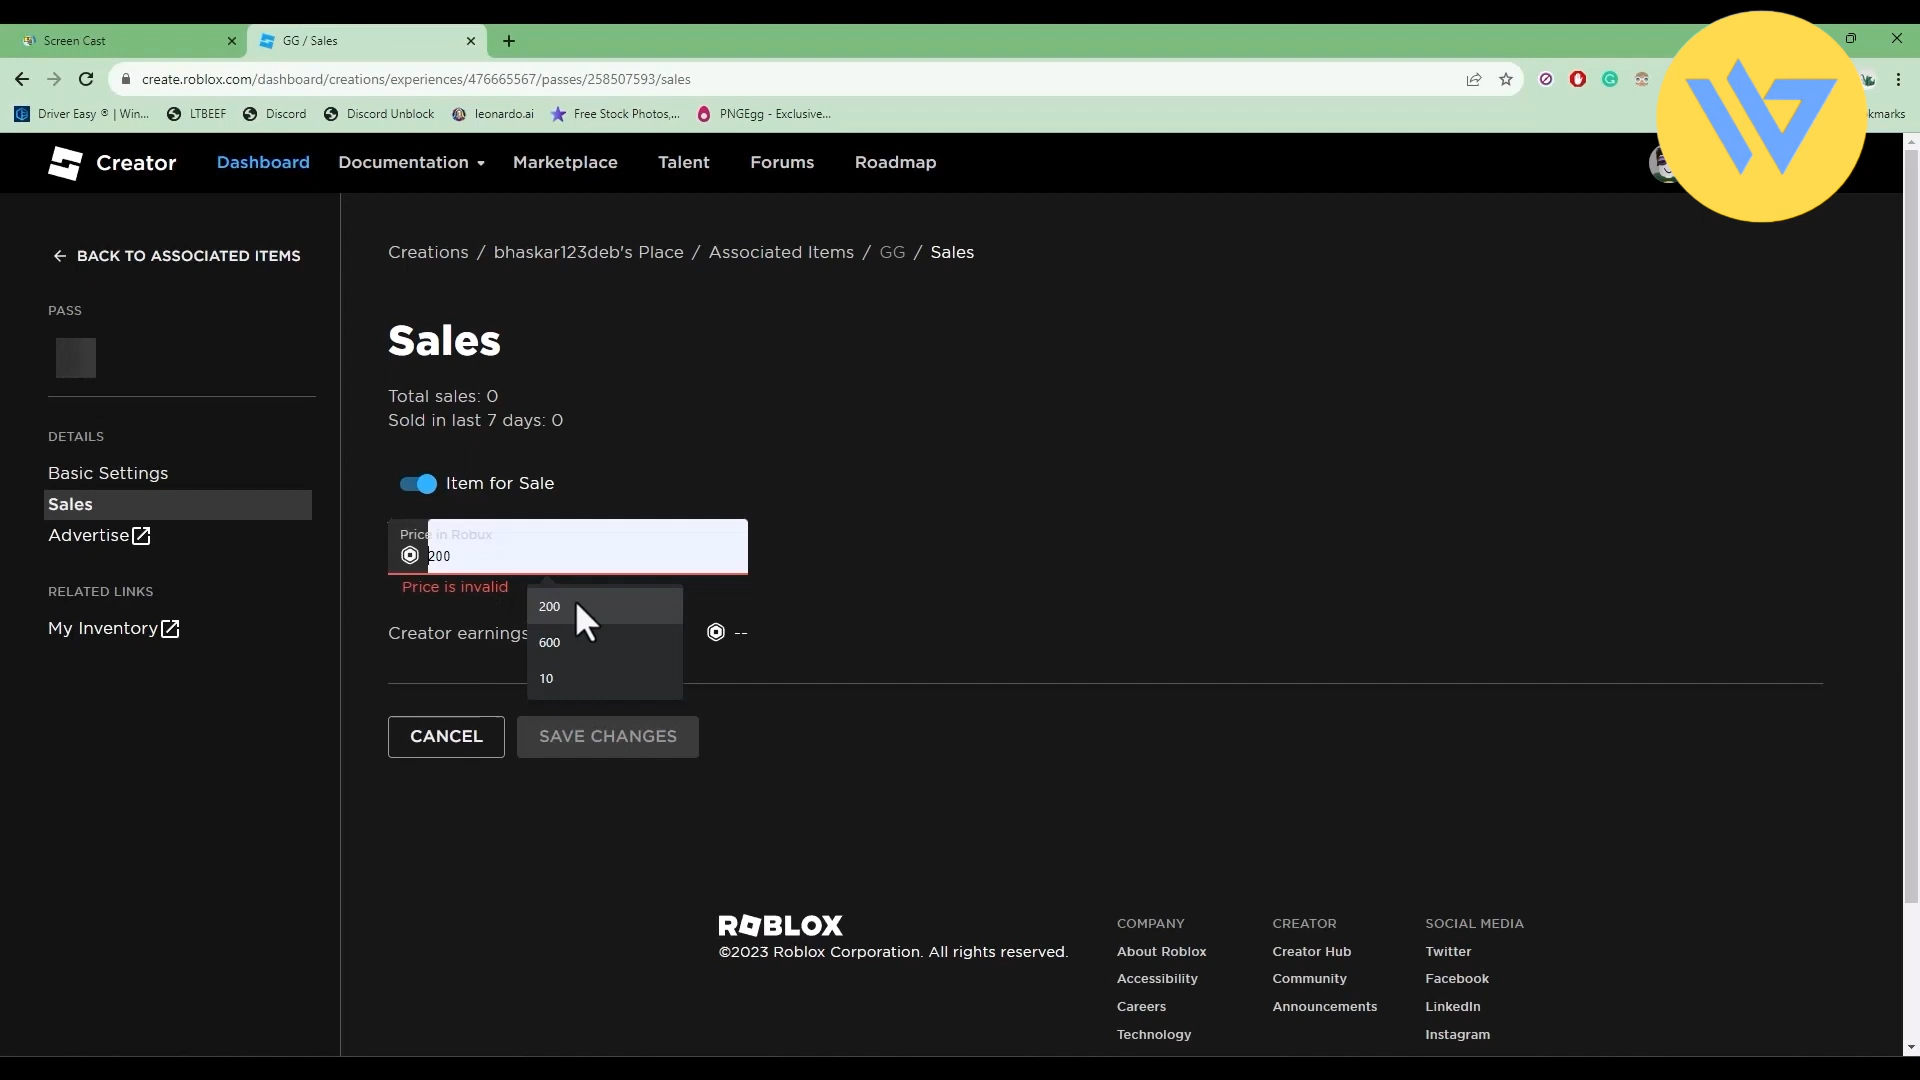 Screen Cast
GG / Sales
create.roblox.com/dashboard/creations/experiences/476665567/passes/258507593/sales
Driver Easy ® | Win...
LTBEEF
Discord
Discord Unblock
leonardo.ai
Free Stock Photos,...
PNGEgg - Exclusive...
kmarks
Creator
Dashboard
Documentation
Marketplace
Talent
Forums
Roadmap
BACK TO ASSOCIATED ITEMS
Creations / bhaskar123deb's Place / Associated Items / GG / Sales
PASS
Sales
Total sales: 0
Sold in last 7 days: 0
DETAILS
Basic Settings
Sales
Advertise
Item for Sale
Price in Robux
200
Price is invalid
200
600
10
RELATED LINKS
My Inventory
Creator earnings
--
CANCEL
SAVE CHANGES
ROBLOX
©2023 Roblox Corporation. All rights reserved.
COMPANY
About Roblox
Accessibility
Careers
Technology
CREATOR
Creator Hub
Community
Announcements
SOCIAL MEDIA
Twitter
Facebook
LinkedIn
Instagram